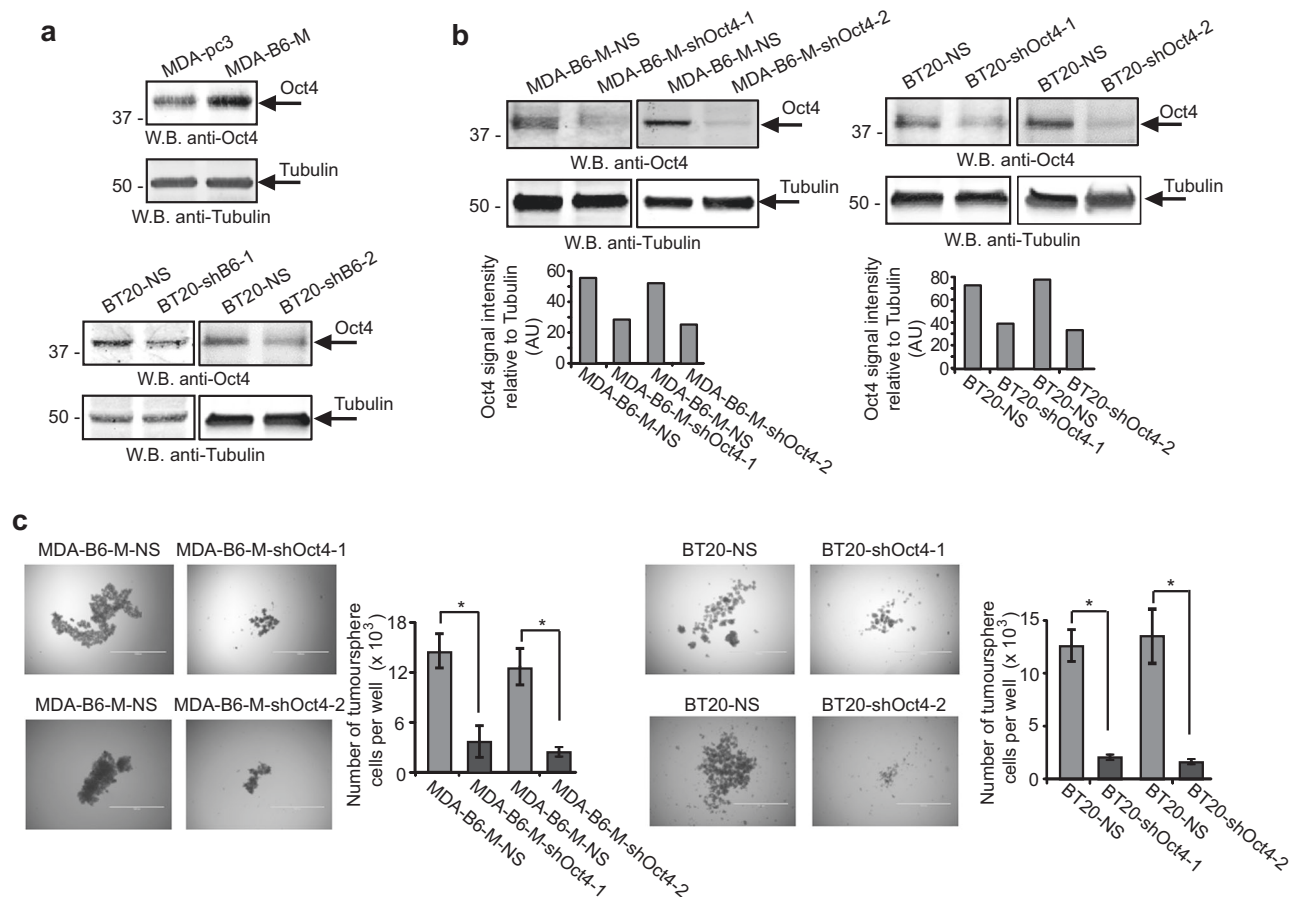 a
MDA-pc3
MDA-B6-M
Oct4
37 -
W.B. anti-Oct4
Tubulin
50 -
W.B. anti-Tubulin
BT20-NS
BT20-shB6-1
BT20-NS
BT20-shB6-2
Oct4
37 -
W.B. anti-Oct4
Tubulin
50 -
W.B. anti-Tubulin
b
MDA-B6-M-NS
MDA-B6-M-shOct4-1
MDA-B6-M-NS
MDA-B6-M-shOct4-2
Oct4
37 -
W.B. anti-Oct4
Tubulin
50 -
W.B. anti-Tubulin
Oct4 signal intensity
relative to Tubulin
(AU)
60
40
20
0
MDA-B6-M-NS
MDA-B6-M-shOct4-1
MDA-B6-M-NS
MDA-B6-M-shOct4-2
BT20-NS
BT20-shOct4-1
BT20-NS
BT20-shOct4-2
Oct4
37 -
W.B. anti-Oct4
Tubulin
50 -
W.B. anti-Tubulin
Oct4 signal intensity
relative to Tubulin
(AU)
80
60
40
20
0
BT20-NS
BT20-shOct4-1
BT20-NS
BT20-shOct4-2
c
MDA-B6-M-NS
MDA-B6-M-shOct4-1
MDA-B6-M-NS
MDA-B6-M-shOct4-2
Number of tumoursphere
cells per well (x 10³)
18
12
6
0
*
*
MDA-B6-M-NS
MDA-B6-M-shOct4-1
MDA-B6-M-NS
MDA-B6-M-shOct4-2
BT20-NS
BT20-shOct4-1
BT20-NS
BT20-shOct4-2
Number of tumoursphere
cells per well (x 10³)
15
10
5
0
*
*
BT20-NS
BT20-shOct4-1
BT20-NS
BT20-shOct4-2